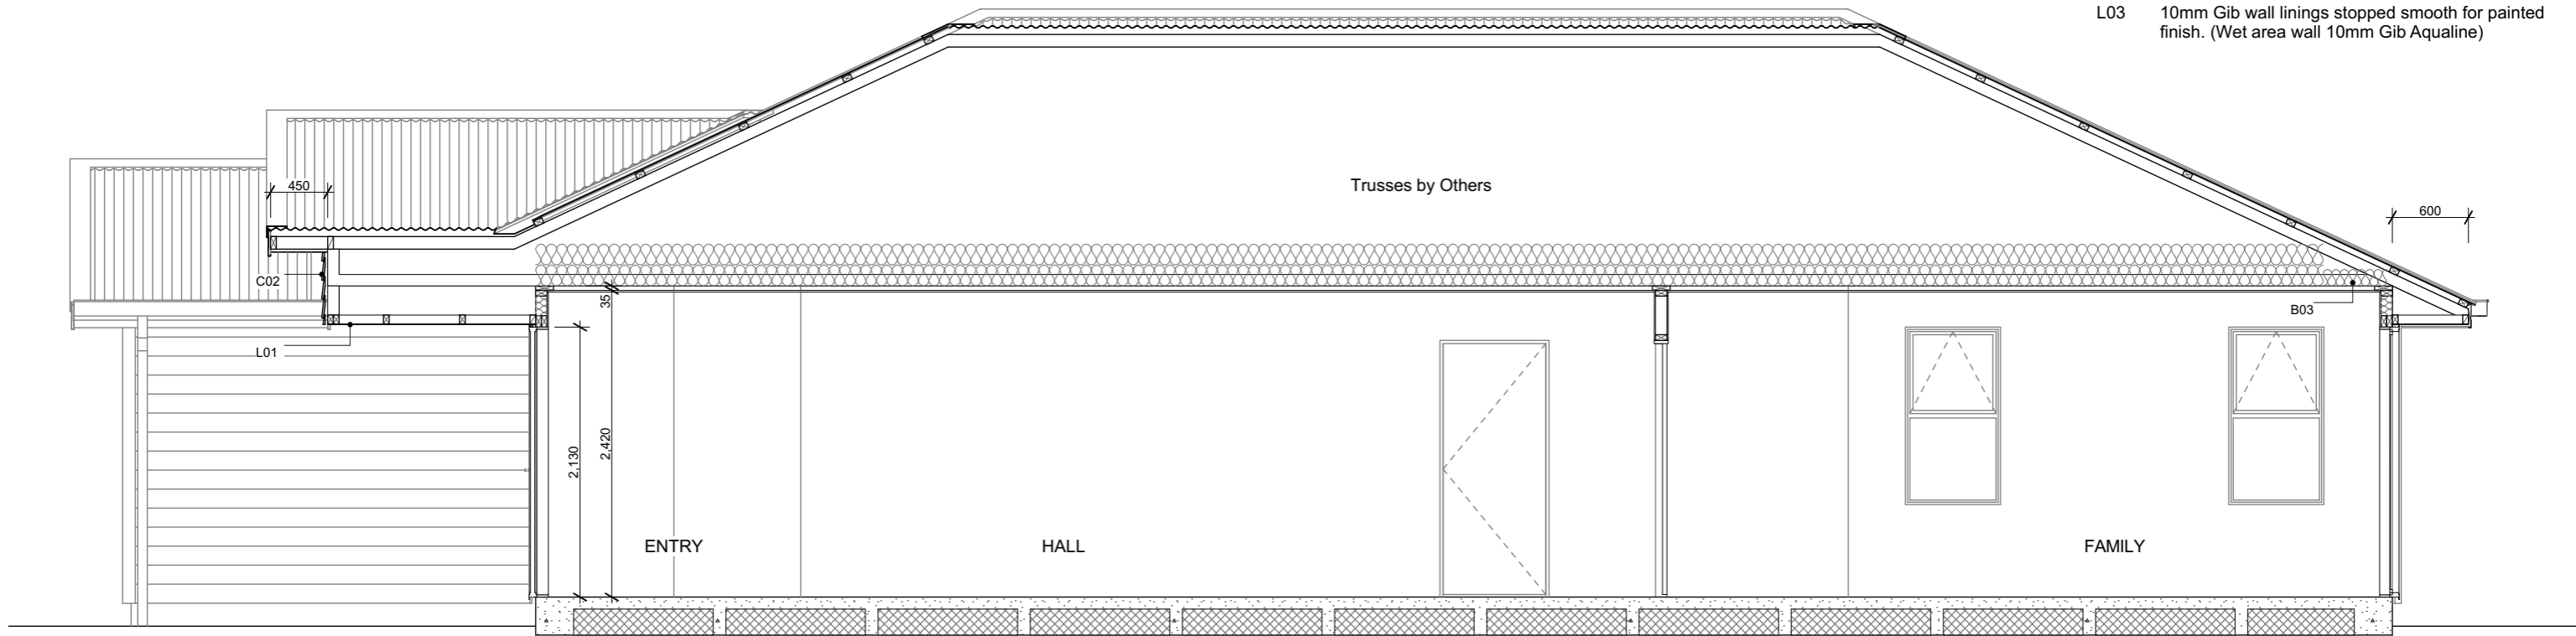 L03 10mm Gib wall linings stopped smooth for painted
finish. (Wet area wall 10mm Gib Aqualine)
450
Trusses by Others
600
C02
35
B03
L01
2,130
2,420
ENTRY
HALL
FAMILY